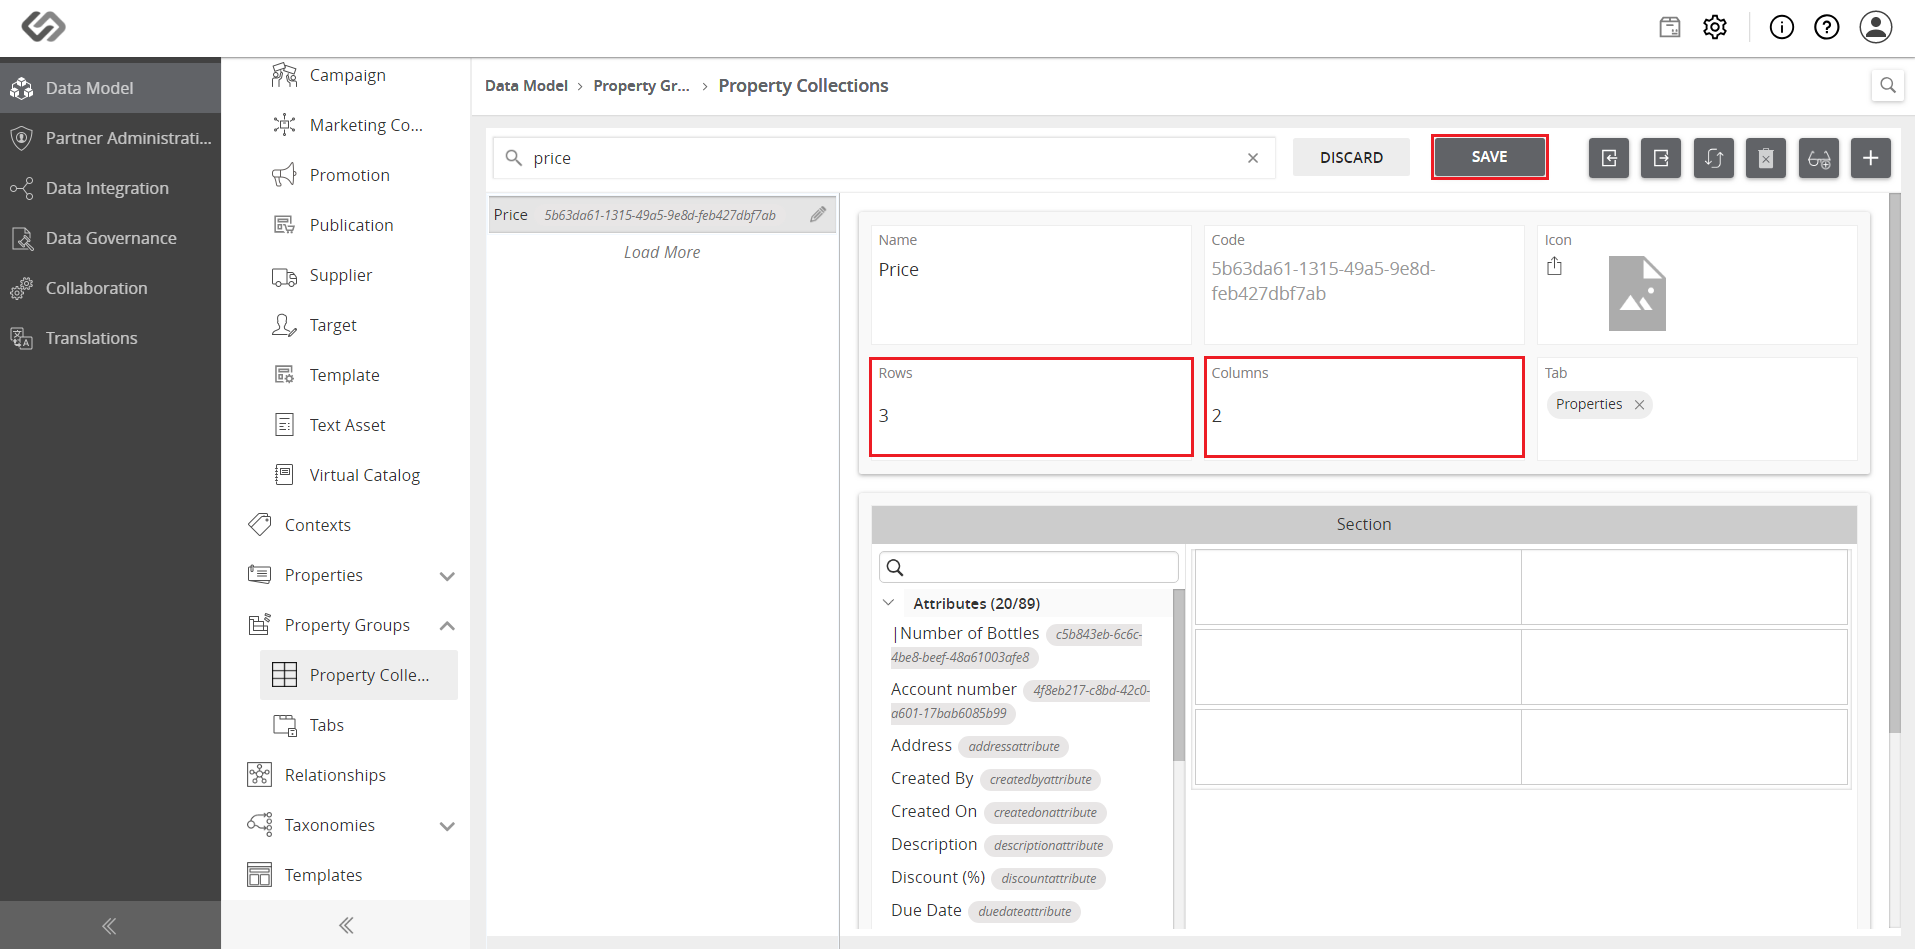 Data Model
Partner Administrati...
Data Integration
Data Governance
Collaboration
Translations
Campaign
Marketing Co...
Promotion
Publication
Supplier
Target
Template
Text Asset
Virtual Catalog
Contexts
Properties
Property Groups
Property Colle...
Tabs
Relationships
Taxonomies
Templates
Data Model > Property Gr... > Property Collections
price
DISCARD
SAVE
Price 5b63da61-1315-49a5-9e8d-feb427dbf7ab
Load More
Name
Price
Code
5b63da61-1315-49a5-9e8d-
feb427dbf7ab
Icon
Rows
3
Columns
2
Tab
Properties
Section
Attributes (20/89)
|Number of Bottles c5b843eb-6c6c-
4be8-beef-48a61003afe8
Account number 4f8eb217-c8bd-42c0-
a601-17bab6085b99
Address addressattribute
Created By createdbyattribute
Created On createdonattribute
Description descriptionattribute
Discount (%) discountattribute
Due Date duedateattribute